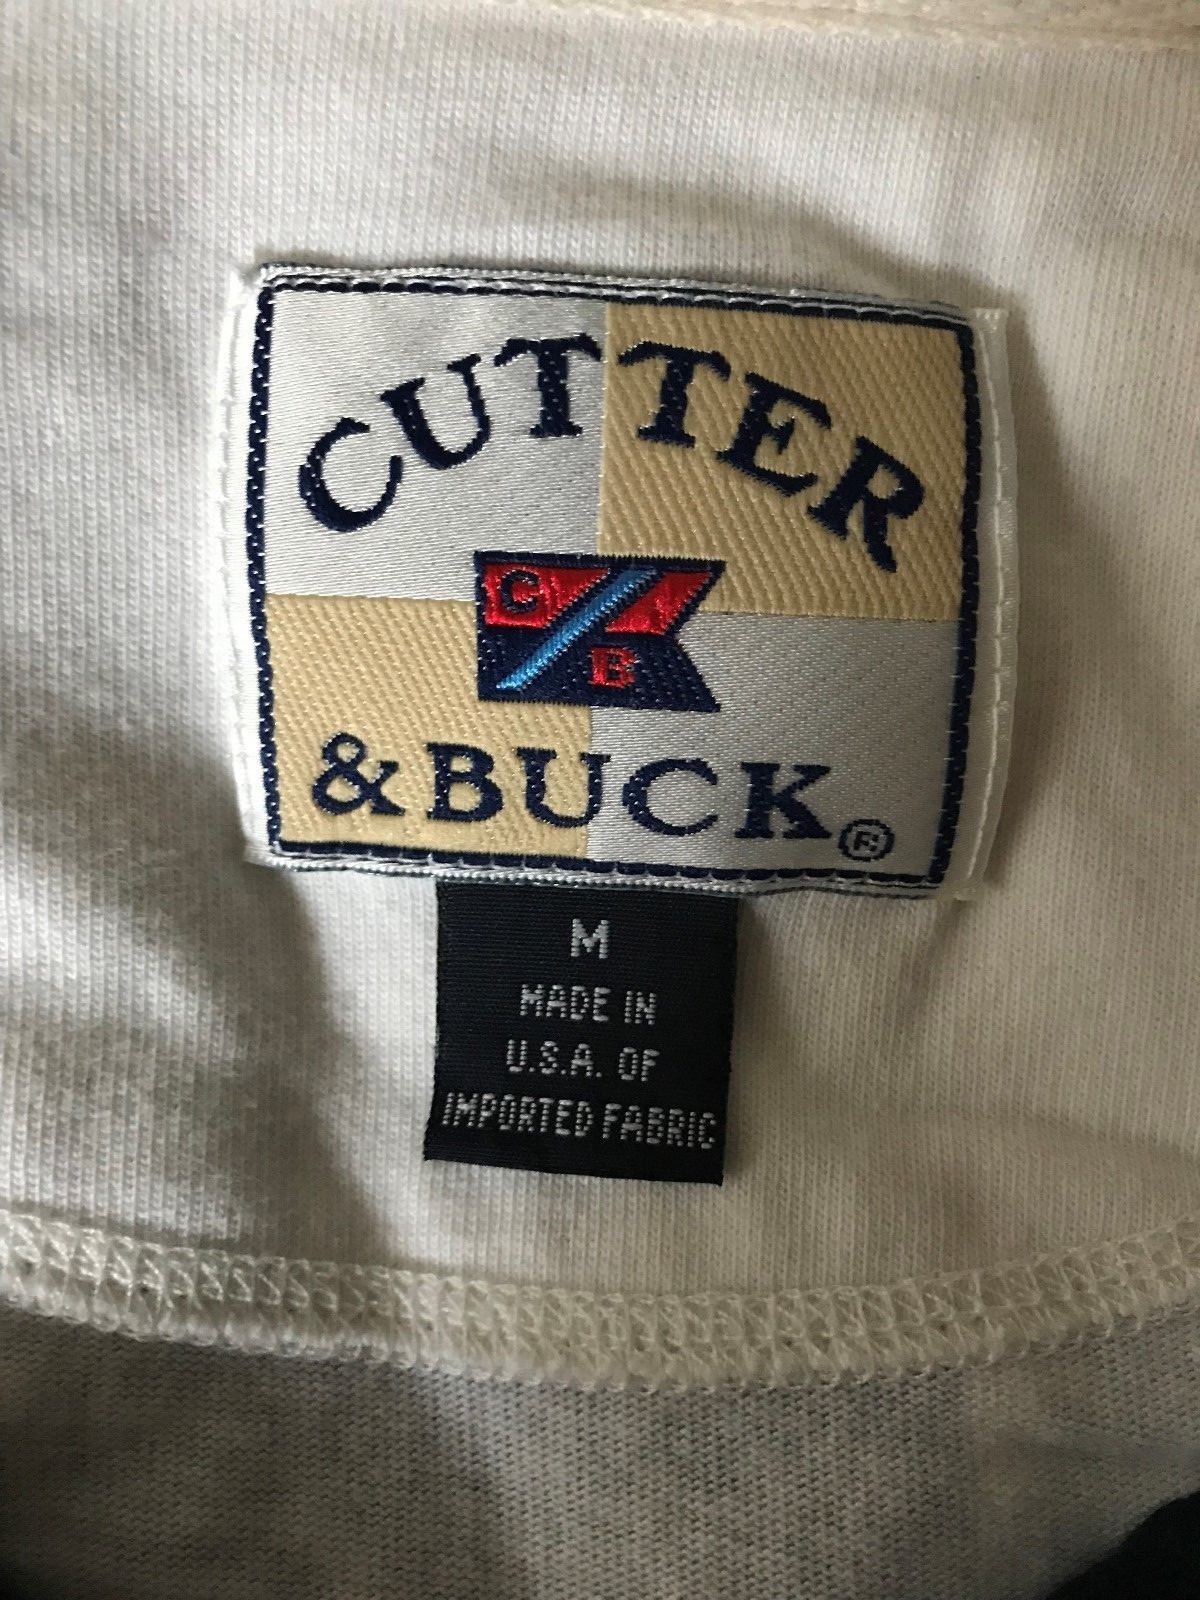 CUTTER
C B
& BUCK®
M
MADE IN
U.S.A. OF
IMPORTED FABRIC